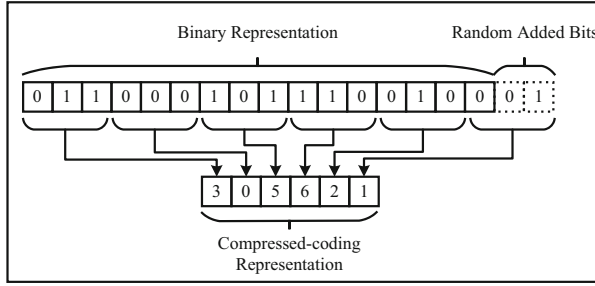 Binary Representation Random Added Bits
0 1 1 0 0 0 1 0 1 1 1 0 0 1 0 0 0 1
3 0 5 6 2 1
Compressed-coding
Representation